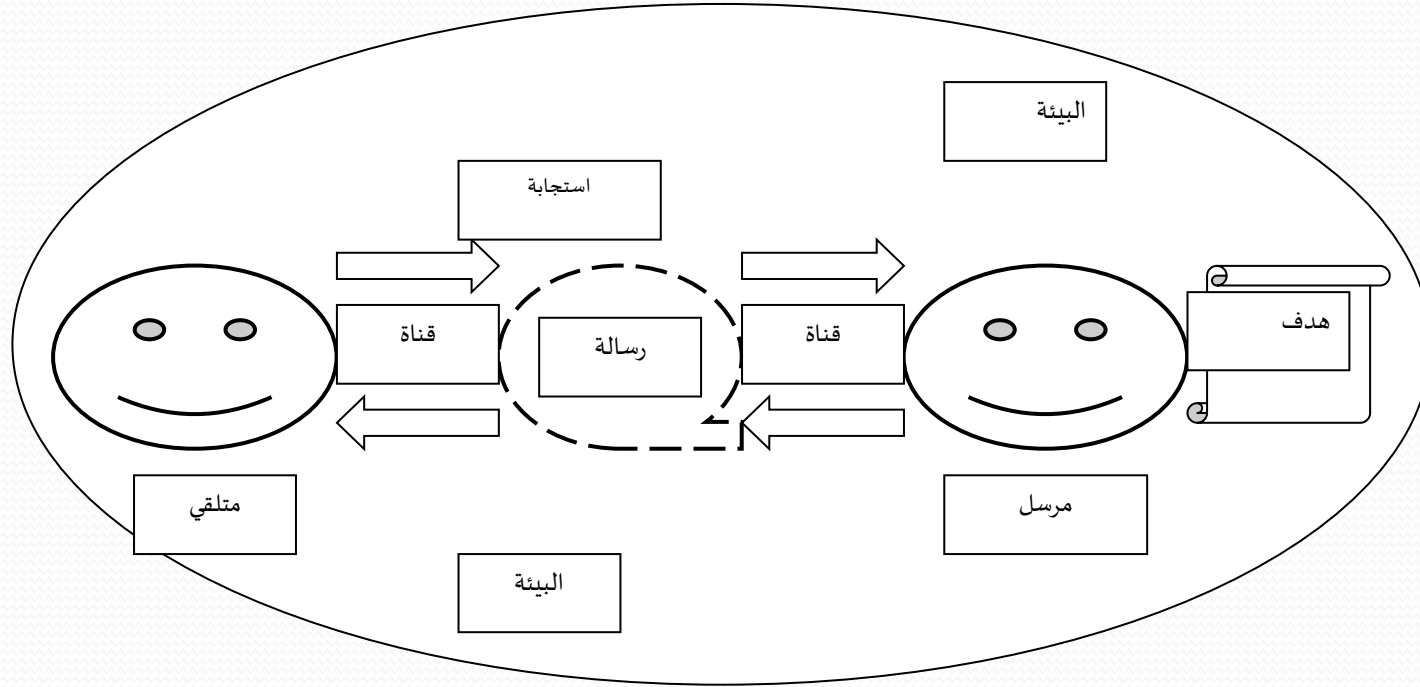 البيئة
استجابة
هدف
قناة
رسالة
قناة
مرسل
متلقي
البيئة